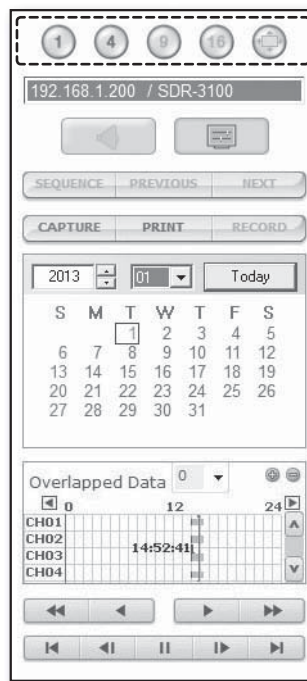 1 4 9 16
192.168.1.200 / SDR-3100
SEQUENCE PREVIOUS NEXT
CAPTURE PRINT RECORD
2013 01 Today
S M T W T F S
1 2 3 4 5
6 7 8 9 10 11 12
13 14 15 16 17 18 19
20 21 22 23 24 25 26
27 28 29 30 31
Overlapped Data 0
0 12 24
CH01
CH02
14:52:41
CH03
CH04